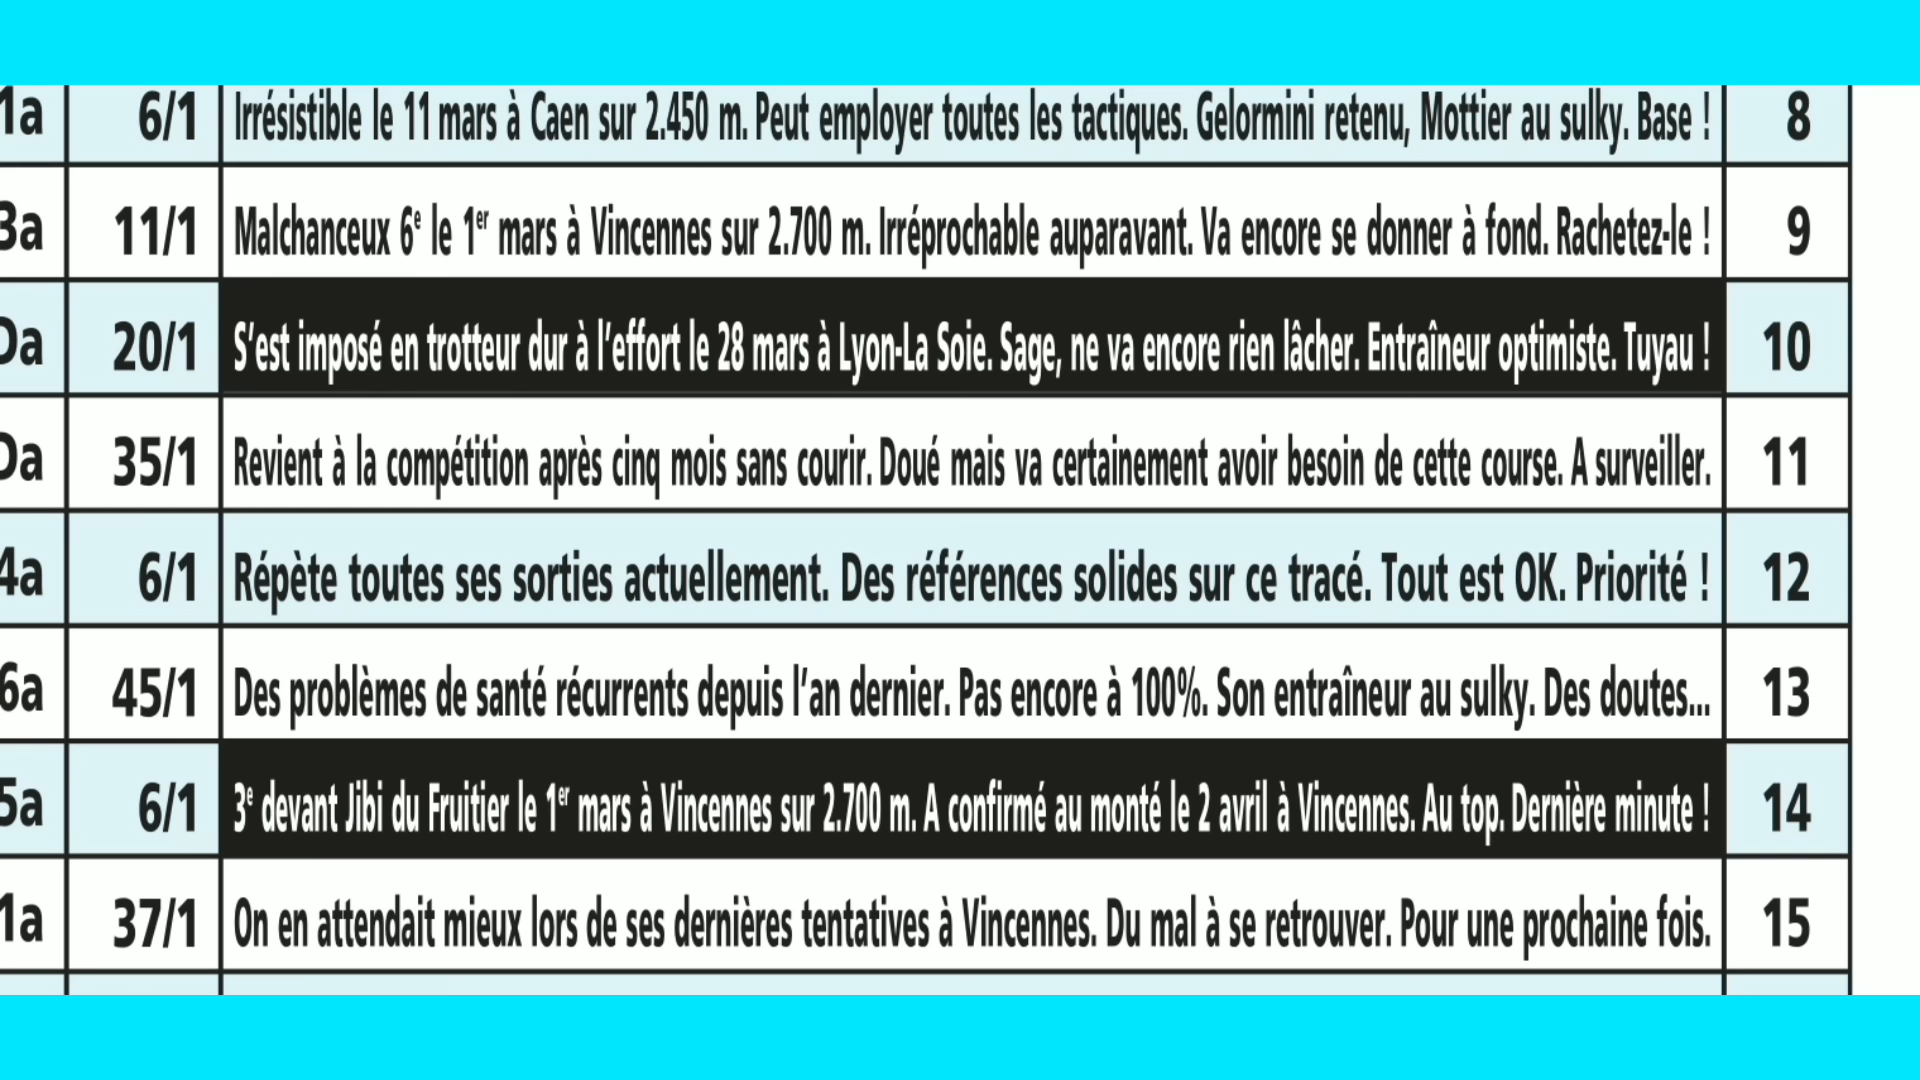 1a 6/1 Irrésistible le 11 mars à Caen sur 2.450 m. Peut employer toutes les tactiques. Gelormini retenu, Mottier au sulky. Base ! 8
3a 11/1 Malchanceux 6e le 1er mars à Vincennes sur 2.700 m. Irréprochable auparavant. Va encore se donner à fond. Rachetez-le ! 9
Da 20/1 S’est imposé en trotteur dur à l’effort le 28 mars à Lyon-La Soie. Sage, ne va encore rien lâcher. Entraîneur optimiste. Tuyau ! 10
Da 35/1 Revient à la compétition après cinq mois sans courir. Doué mais va certainement avoir besoin de cette course. A surveiller. 11
4a 6/1 Répète toutes ses sorties actuellement. Des références solides sur ce tracé. Tout est OK. Priorité ! 12
6a 45/1 Des problèmes de santé récurrents depuis l’an dernier. Pas encore à 100%. Son entraîneur au sulky. Des doutes... 13
5a 6/1 3e devant Jibi du Fruitier le 1er mars à Vincennes sur 2.700 m. A confirmé au monté le 2 avril à Vincennes. Au top. Dernière minute ! 14
1a 37/1 On en attendait mieux lors de ses dernières tentatives à Vincennes. Du mal à se retrouver. Pour une prochaine fois. 15